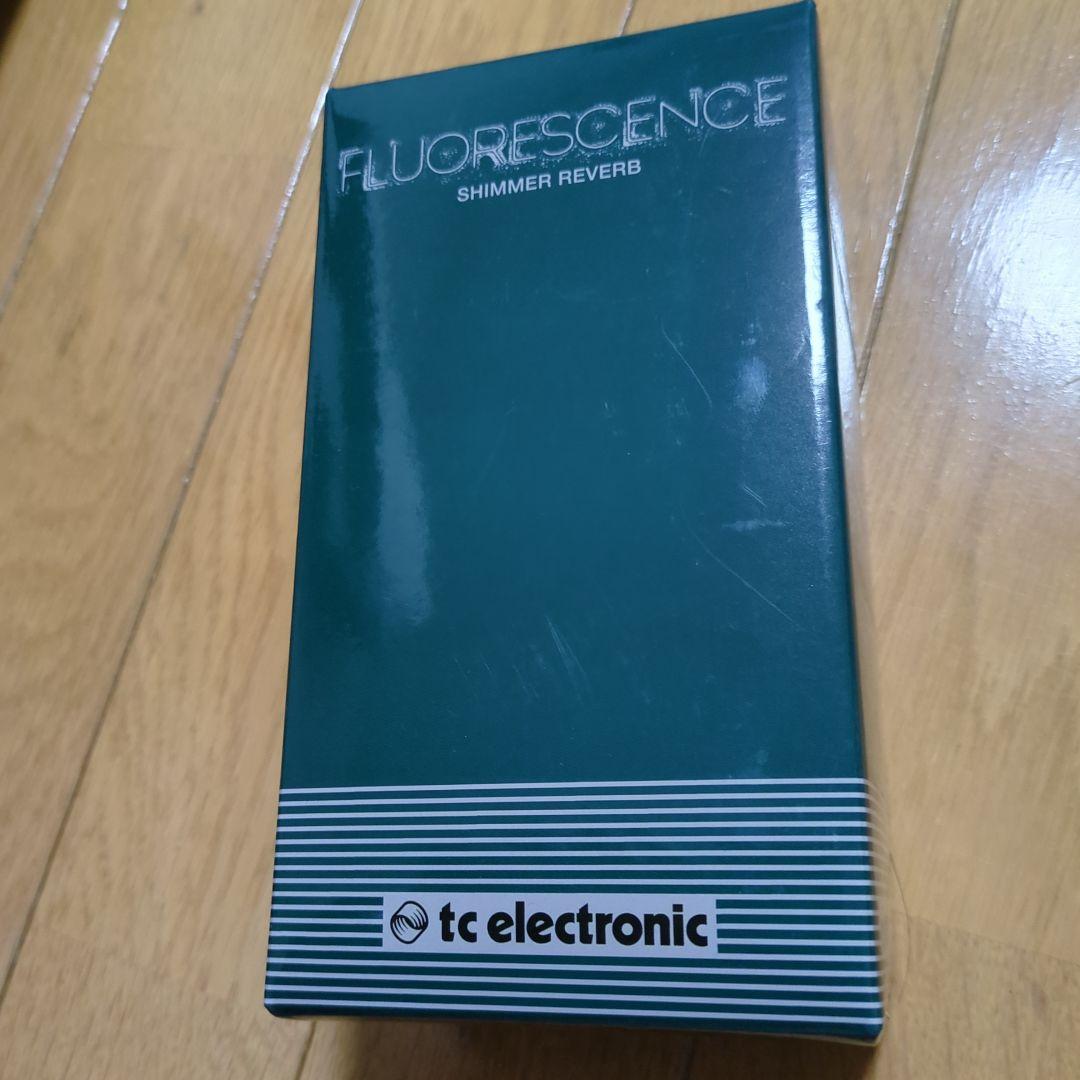 FLUORESCENCE
SHIMMER REVERB
tc electronic